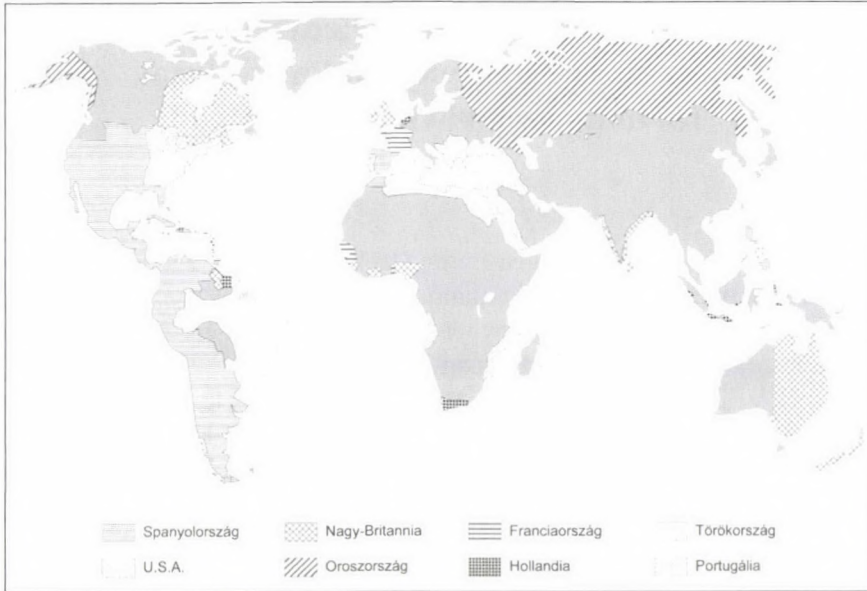 Spanyolország
Nagy-Britannia
Franciaország
Törökország
U.S.A.
Oroszország
Hollandia
Portugália